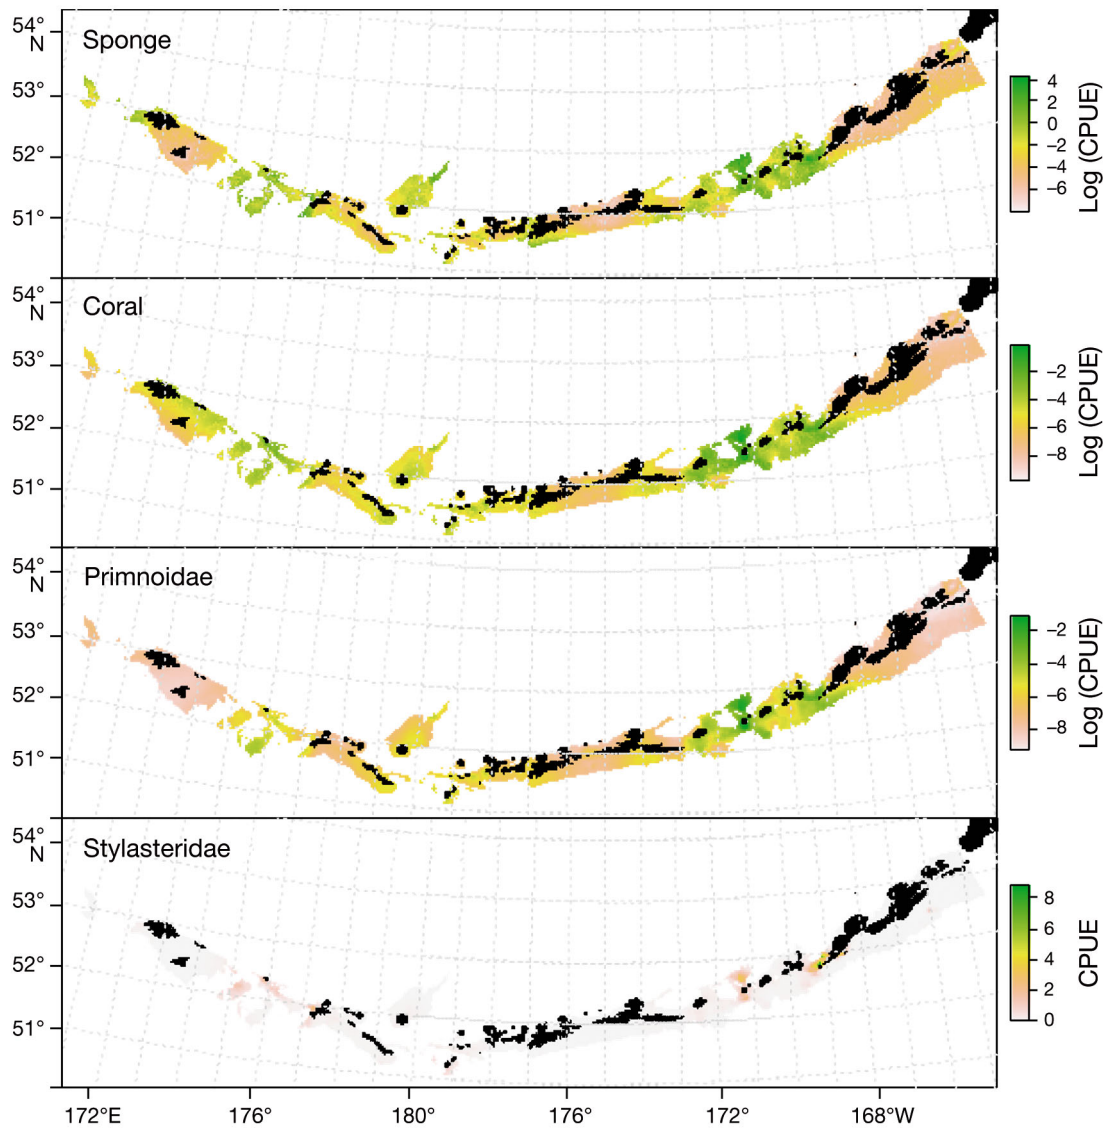 54°
N
Sponge
53°
52°
51°
4
2
0
−2
−4
−6
Log (CPUE)
54°
N
Coral
53°
52°
51°
−2
−4
−6
−8
Log (CPUE)
54°
N
Primnoidae
53°
52°
51°
−2
−4
−6
−8
Log (CPUE)
54°
N
Stylasteridae
53°
52°
51°
8
6
4
2
0
CPUE
172°E 176° 180° 176° 172° 168°W